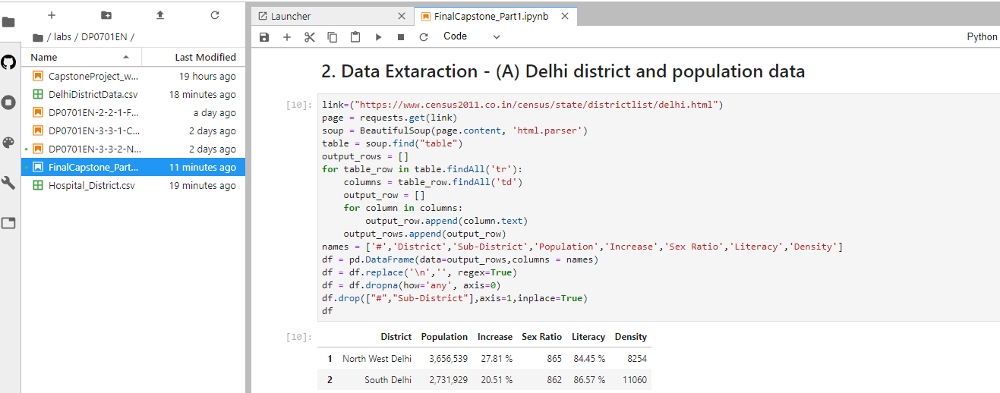 / labs / DP0701EN /
Name Last Modified
CapstoneProject_w... 19 hours ago
DelhiDistrictData.csv 18 minutes ago
DP0701EN-2-2-1-F... a day ago
DP0701EN-3-3-1-C... 2 days ago
DP0701EN-3-3-2-N... 2 days ago
FinalCapstone_Part... 11 minutes ago
Hospital_District.csv 19 minutes ago
Launcher
FinalCapstone_Part1.ipynb
Code
Python
2. Data Extaraction - (A) Delhi district and population data
[10]:
link=("https://www.census2011.co.in/census/state/districtlist/delhi.html")
page = requests.get(link)
soup = BeautifulSoup(page.content, 'html.parser')
table = soup.find("table")
output_rows = []
for table_row in table.findAll('tr'):
    columns = table_row.findAll('td')
    output_row = []
    for column in columns:
        output_row.append(column.text)
    output_rows.append(output_row)
names = ['#','District','Sub-District','Population','Increase','Sex Ratio','Literacy','Density']
df = pd.DataFrame(data=output_rows,columns = names)
df = df.replace('\n','', regex=True)
df = df.dropna(how='any', axis=0)
df.drop(["#","Sub-District"],axis=1,inplace=True)
df
[10]:
District Population Increase Sex Ratio Literacy Density
1 North West Delhi 3,656,539 27.81 % 865 84.45 % 8254
2 South Delhi 2,731,929 20.51 % 862 86.57 % 11060